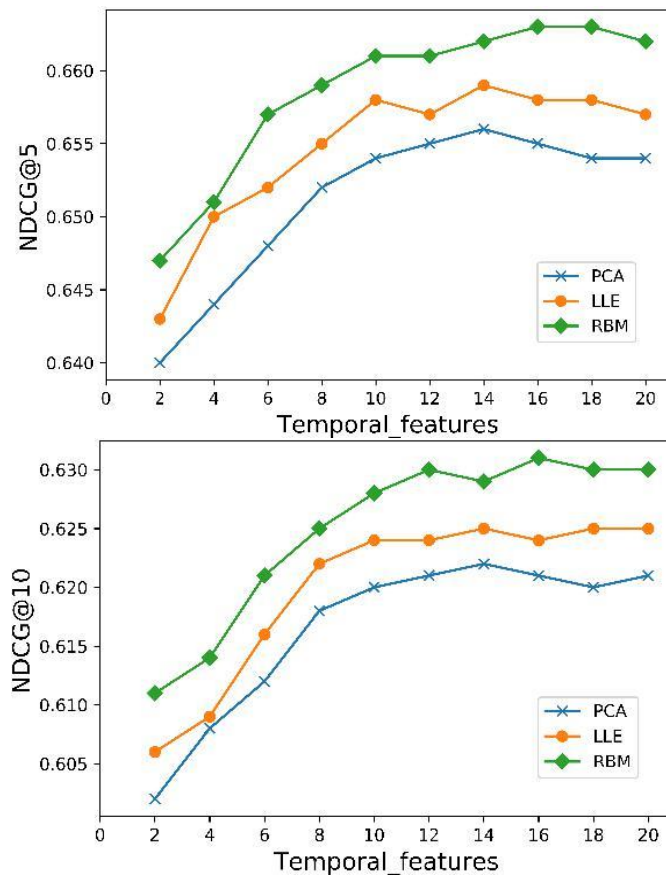 0.660
0.655
0.650
0.645
0.640
NDCG@5
PCA
LLE
RBM
0 2 4 6 8 10 12 14 16 18 20
Temporal_features
0.630
0.625
0.620
0.615
0.610
0.605
NDCG@10
PCA
LLE
RBM
0 2 4 6 8 10 12 14 16 18 20
Temporal_features